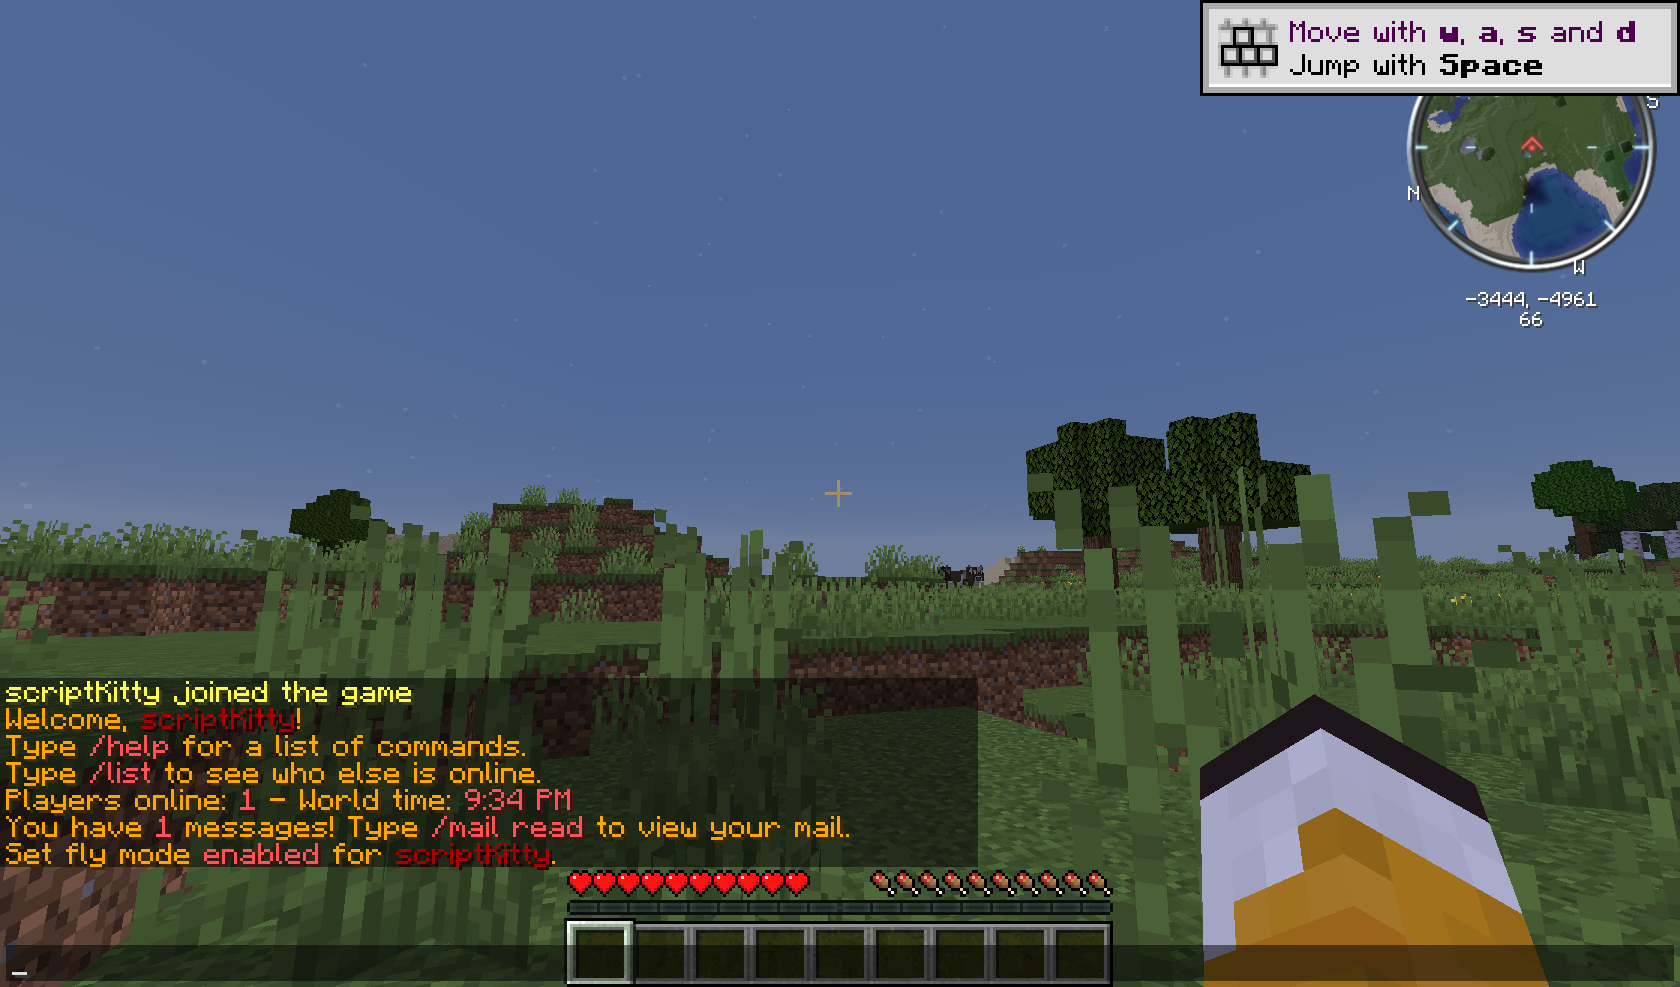 Move with w, a, s and d
Jump with Space
S
N
W
-3444, -4961
66
scriptKitty joined the game
Welcome, scriptKitty!
Type /help for a list of commands.
Type /list to see who else is online.
Players online: 1 - World time: 9:34 PM
You have 1 messages! Type /mail read to view your mail.
Set fly mode enabled for scriptKitty.
_